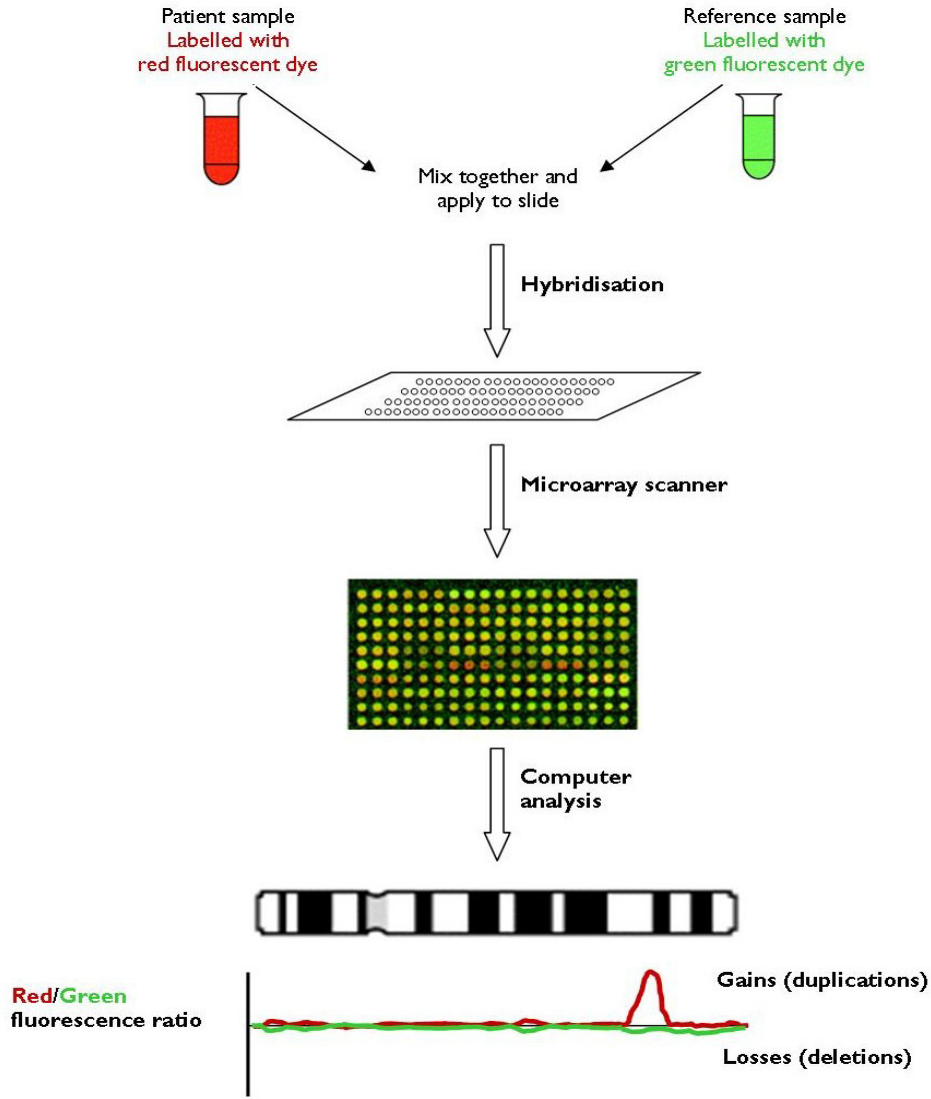 Patient sample
Labelled with
red fluorescent dye
Reference sample
Labelled with
green fluorescent dye
Mix together and
apply to slide
Hybridisation
Microarray scanner
Computer
analysis
Red/Green
fluorescence ratio
Gains (duplications)
Losses (deletions)